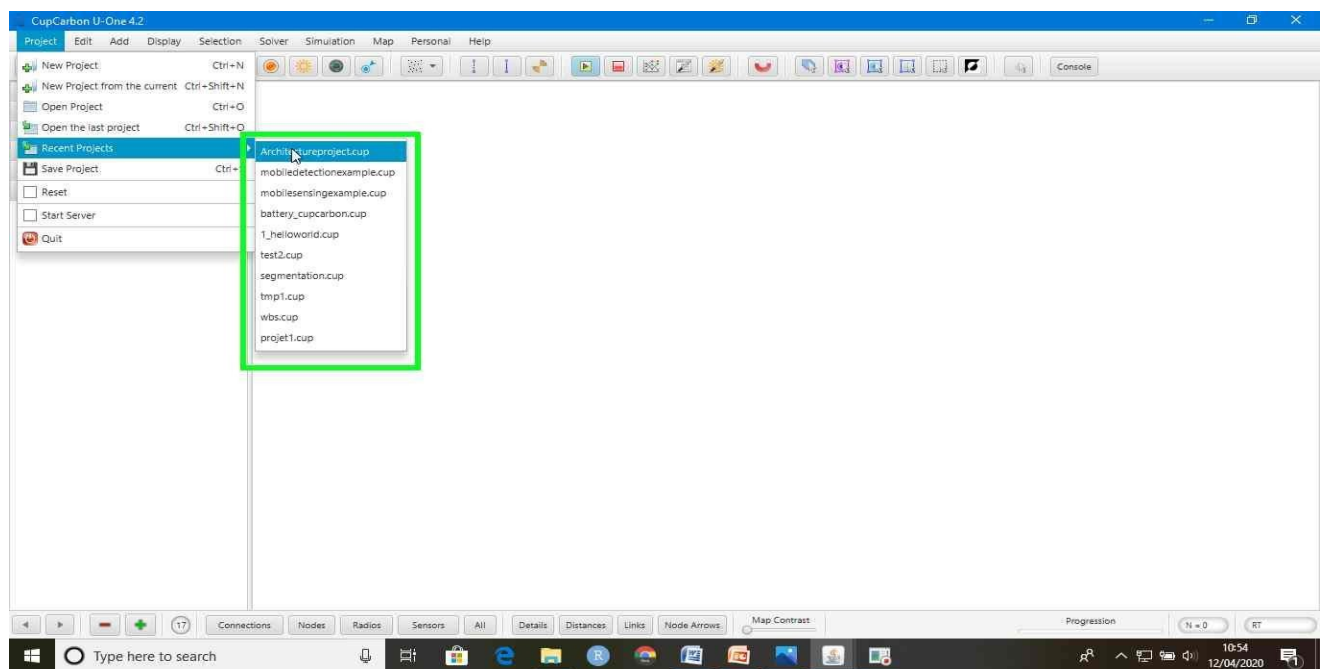 CupCarbon U-One 4.2
Project Edit Add Display Selection Solver Simulation Map Personal Help
New Project Ctrl+N
New Project from the current Ctrl+Shift+N
Open Project Ctrl+O
Open the last project Ctrl+Shift+O
Recent Projects
Save Project Ctrl+
Reset
Start Server
Quit
Console
Architectureproject.cup
mobiledetectionexample.cup
mobilesensingexample.cup
battery_cupcarbon.cup
1_helloworld.cup
test2.cup
segmentation.cup
tmp1.cup
wbs.cup
projet1.cup
17 Connections Nodes Radios Sensors All Details Distances Links Node Arrows Map Contrast Progression N = 0 RT
Type here to search
10:54
12/04/2020